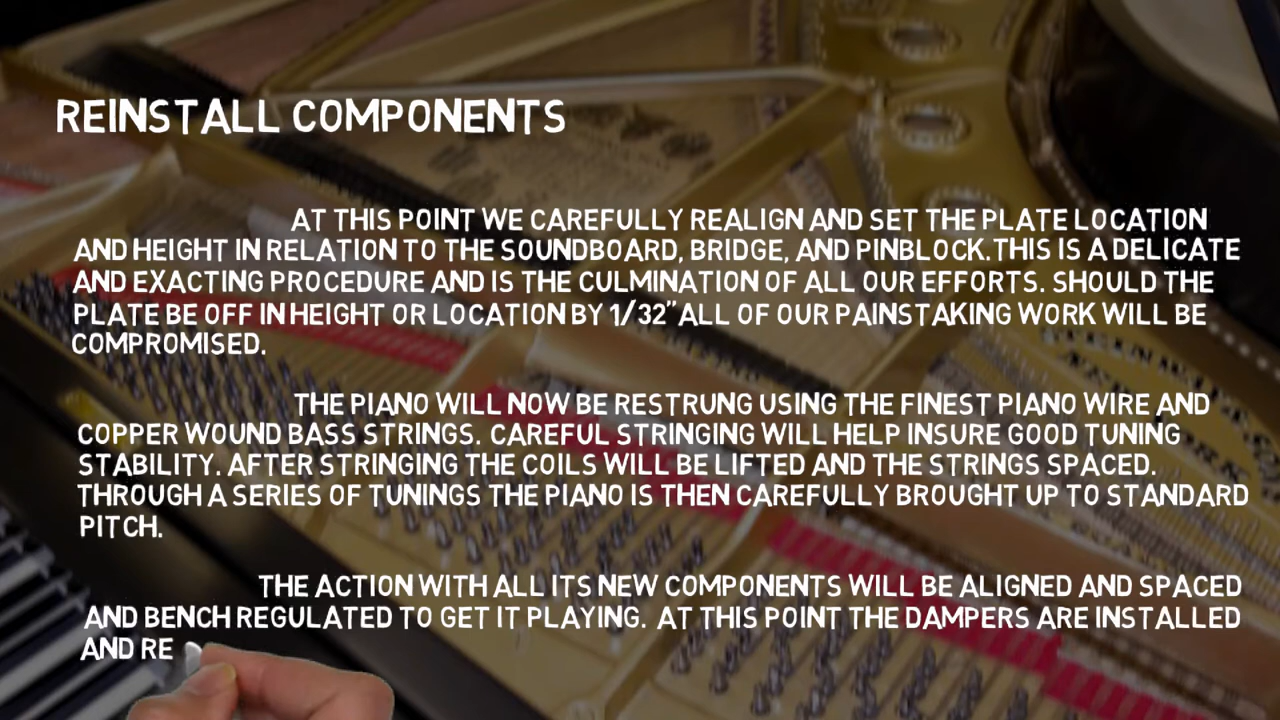 REINSTALL COMPONENTS
AT THIS POINT WE CAREFULLY REALIGN AND SET THE PLATE LOCATION
AND HEIGHT IN RELATION TO THE SOUNDBOARD, BRIDGE, AND PINBLOCK.THIS IS A DELICATE
AND EXACTING PROCEDURE AND IS THE CULMINATION OF ALL OUR EFFORTS. SHOULD THE
PLATE BE OFF IN HEIGHT OR LOCATION BY 1/32" ALL OF OUR PAINSTAKING WORK WILL BE
COMPROMISED.
THE PIANO WILL NOW BE RESTRUNG USING THE FINEST PIANO WIRE AND
COPPER WOUND BASS STRINGS. CAREFUL STRINGING WILL HELP INSURE GOOD TUNING
STABILITY. AFTER STRINGING THE COILS WILL BE LIFTED AND THE STRINGS SPACED.
THROUGH A SERIES OF TUNINGS THE PIANO IS THEN CAREFULLY BROUGHT UP TO STANDARD
PITCH.
THE ACTION WITH ALL ITS NEW COMPONENTS WILL BE ALIGNED AND SPACED
AND BENCH REGULATED TO GET IT PLAYING. AT THIS POINT THE DAMPERS ARE INSTALLED
AND RE